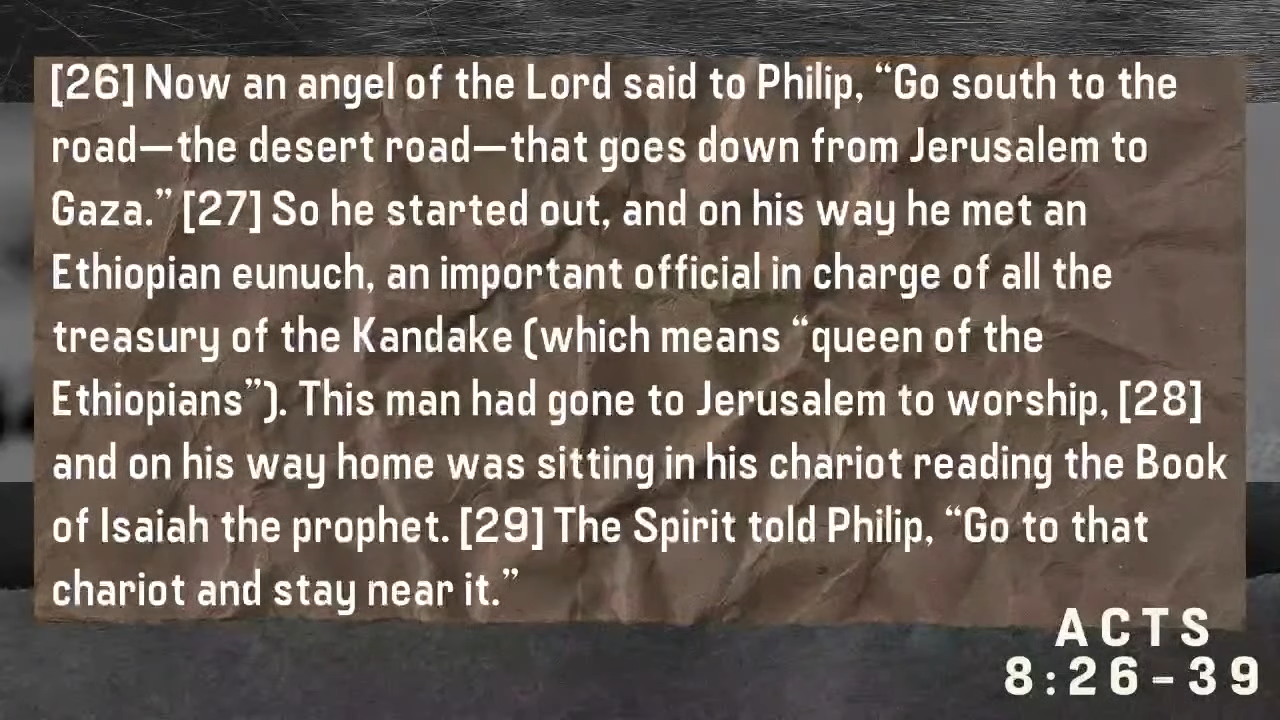 [26] Now an angel of the Lord said to Philip, “Go south to the
road—the desert road—that goes down from Jerusalem to
Gaza.” [27] So he started out, and on his way he met an
Ethiopian eunuch, an important official in charge of all the
treasury of the Kandake (which means “queen of the
Ethiopians”). This man had gone to Jerusalem to worship, [28]
and on his way home was sitting in his chariot reading the Book
of Isaiah the prophet. [29] The Spirit told Philip, “Go to that
chariot and stay near it.”
ACTS
8:26-39